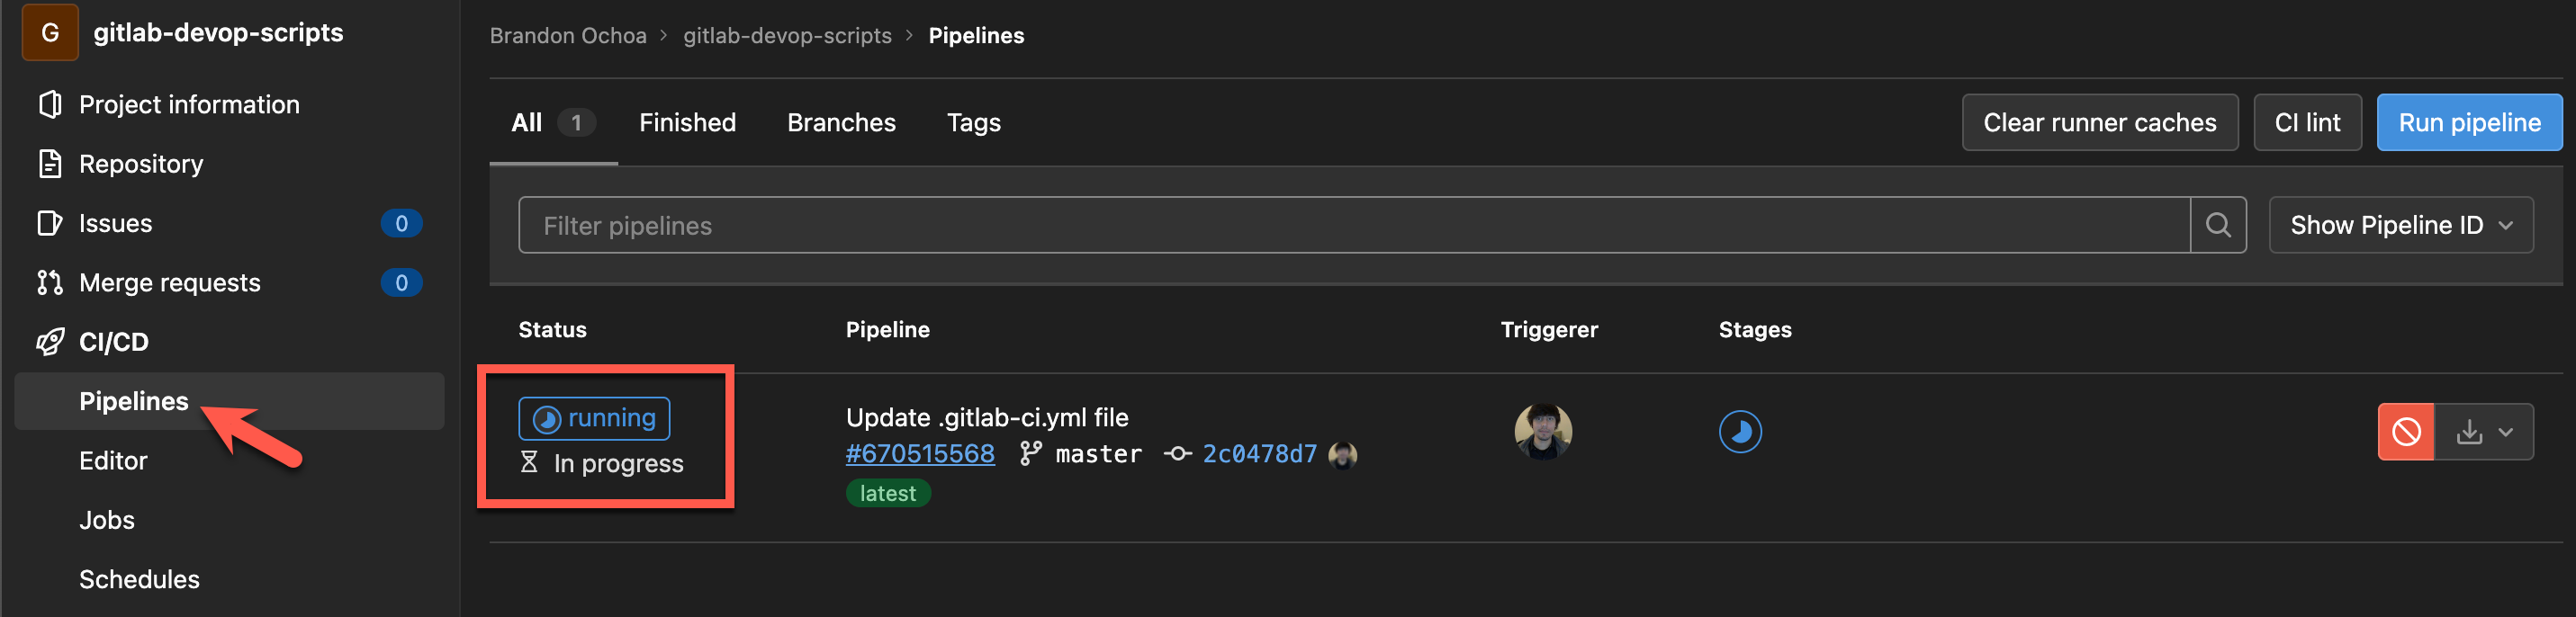 G gitlab-devop-scripts
Project information
Repository
Issues 0
Merge requests 0
CI/CD
Pipelines
Editor
Jobs
Schedules
Brandon Ochoa > gitlab-devop-scripts > Pipelines
All 1 Finished Branches Tags Clear runner caches CI lint Run pipeline
Filter pipelines Show Pipeline ID
Status Pipeline Triggerer Stages
running
In progress
Update .gitlab-ci.yml file
#670515568 master 2c0478d7
latest